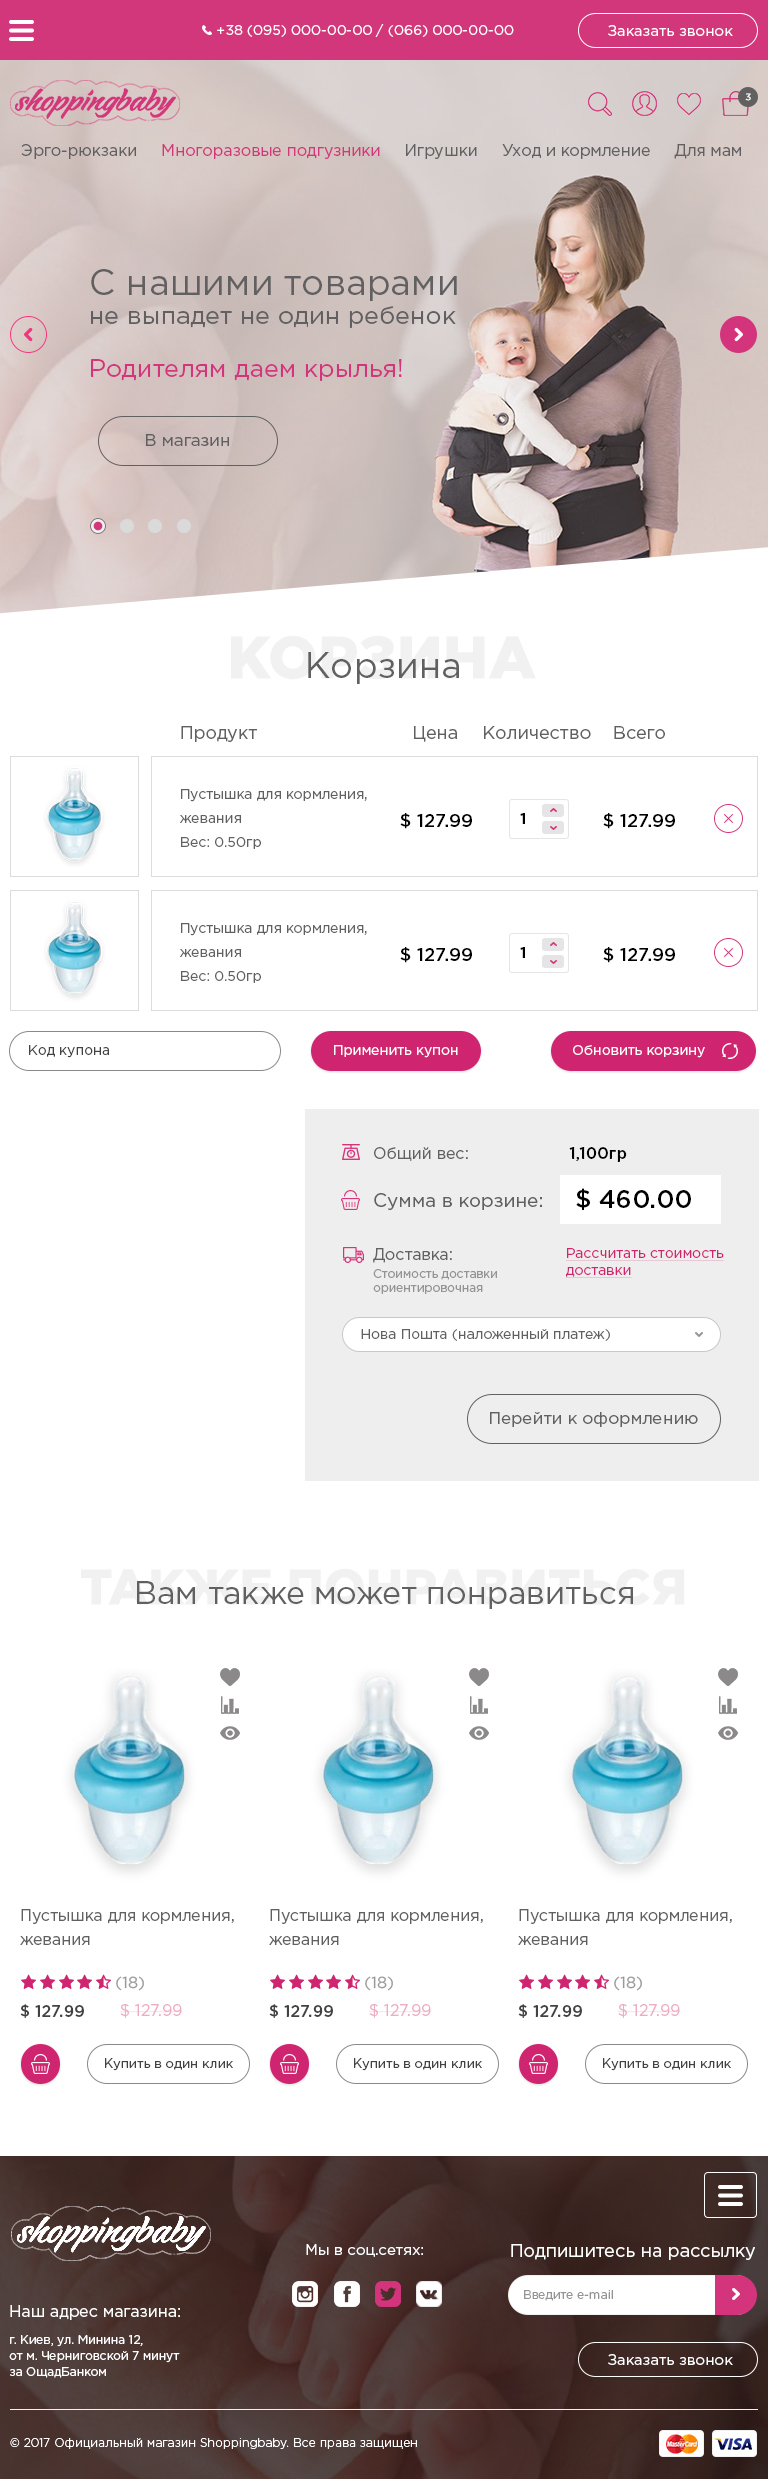 +38 (095) 000-00-00 / (066) 000-00-00
Заказать звонок
shoppingbaby
3
Эрго-рюкзаки Многоразовые подгузники Игрушки Уход и кормление Для мам
С нашими товарами
не выпадет не один ребенок
Родителям даем крылья!
В магазин
КОРЗИНА
Корзина
Продукт Цена Количество Всего
Пустышка для кормления,
жевания
Вес: 0.50гр
$ 127.99 1 $ 127.99
Пустышка для кормления,
жевания
Вес: 0.50гр
$ 127.99 1 $ 127.99
Код купона Применить купон Обновить корзину
Общий вес: 1,100гр
Сумма в корзине: $ 460.00
Доставка:
Стоимость доставки
ориентировочная
Рассчитать стоимость
доставки
Нова Пошта (наложенный платеж)
Перейти к оформлению
ТАКЖЕ ПОНРАВИТЬСЯ
Вам также может понравиться
Пустышка для кормления,
жевания
(18)
$ 127.99 $ 127.99
Купить в один клик
Пустышка для кормления,
жевания
(18)
$ 127.99 $ 127.99
Купить в один клик
Пустышка для кормления,
жевания
(18)
$ 127.99 $ 127.99
Купить в один клик
shoppingbaby
Наш адрес магазина:
г. Киев, ул. Минина 12,
от м. Черниговской 7 минут
за ОщадБанком
Мы в соц.сетях:
Подпишитесь на рассылку
Введите e-mail
Заказать звонок
© 2017 Официальный магазин Shoppingbaby. Все права защищен
MasterCard VISA